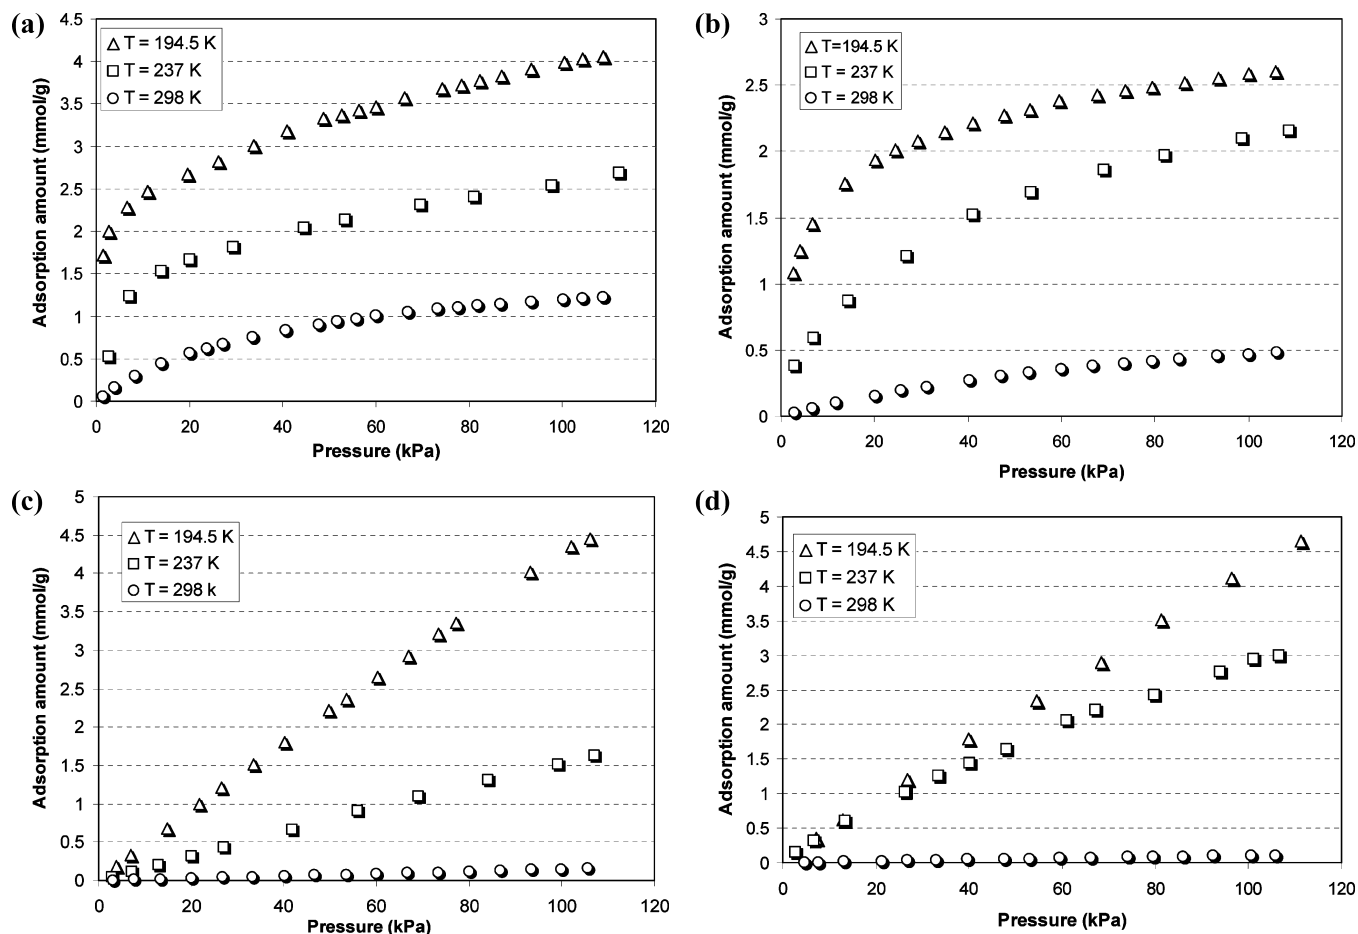 (a)
4.5
4
3.5
3
2.5
2
1.5
1
0.5
0
Adsorption amount (mmol/g)
T = 194.5 K
T = 237 K
T = 298 K
0 20 40 60 80 100 120
Pressure (kPa)
(b)
3
2.5
2
1.5
1
0.5
0
Adsorption amount (mmol/g)
T=194.5 K
T = 237 K
T = 298 K
0 20 40 60 80 100 120
Pressure (kPa)
(c)
5
4.5
4
3.5
3
2.5
2
1.5
1
0.5
0
Adsorption amount (mmol/g)
T = 194.5 K
T = 237 K
T = 298 k
0 20 40 60 80 100 120
Pressure (kPa)
(d)
5
4.5
4
3.5
3
2.5
2
1.5
1
0.5
0
Adsorption amount (mmol/g)
T = 194.5 K
T = 237 K
T = 298 K
0 20 40 60 80 100 120
Pressure (kPa)